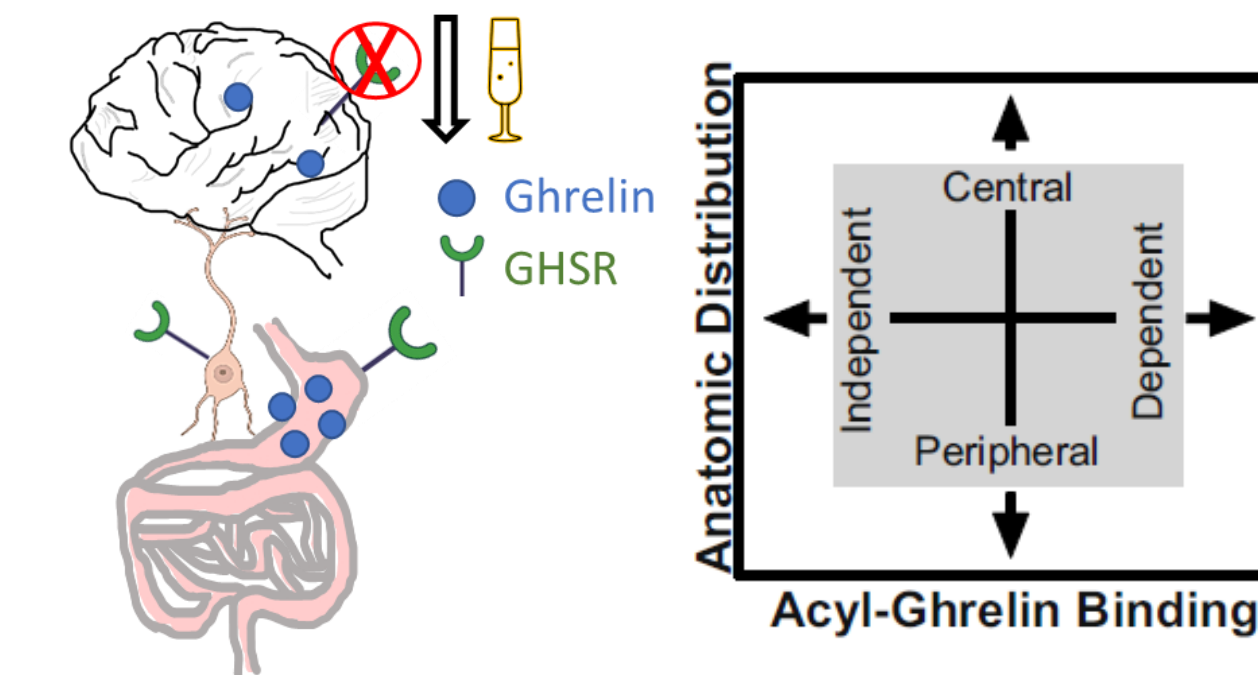 Ghrelin
GHSR
Anatomic Distribution
Central
Independent
Dependent
Peripheral
Acyl-Ghrelin Binding